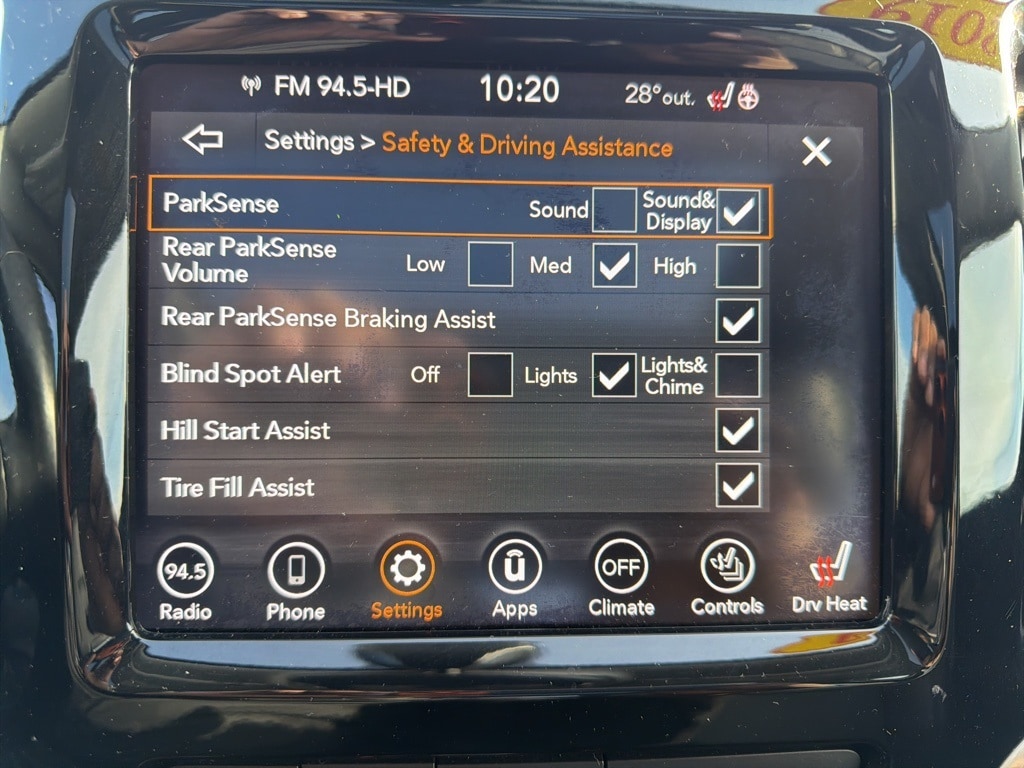 FM 94.5-HD 10:20 28° out.
Settings > Safety & Driving Assistance
ParkSense Sound Sound& Display
Rear ParkSense Volume Low Med High
Rear ParkSense Braking Assist
Blind Spot Alert Off Lights Lights& Chime
Hill Start Assist
Tire Fill Assist
94.5 OFF
Radio Phone Settings Apps Climate Controls Drv Heat